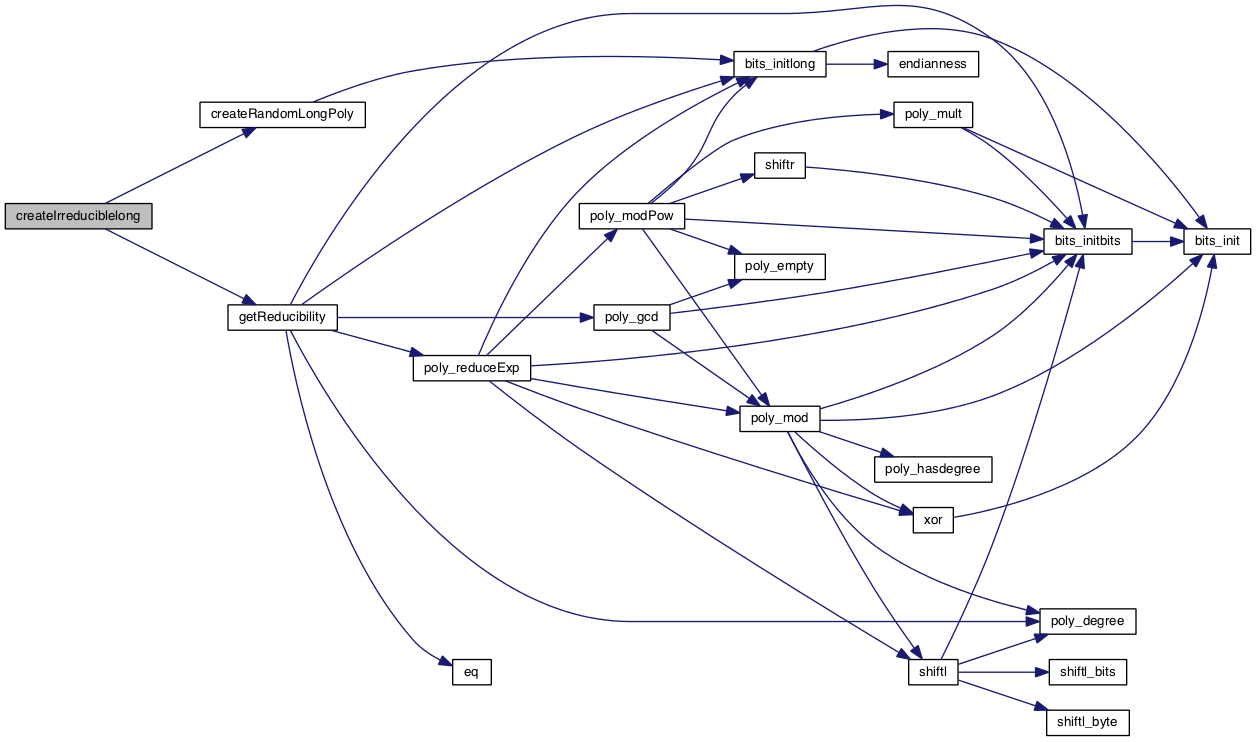 createIrreduciblelong
createRandomLongPoly
getReducibility
poly_reduceExp
eq
poly_modPow
poly_gcd
bits_initlong
shiftr
poly_empty
poly_mod
endianness
poly_mult
poly_hasdegree
xor
shiftl
bits_initbits
poly_degree
shiftl_bits
shiftl_byte
bits_init